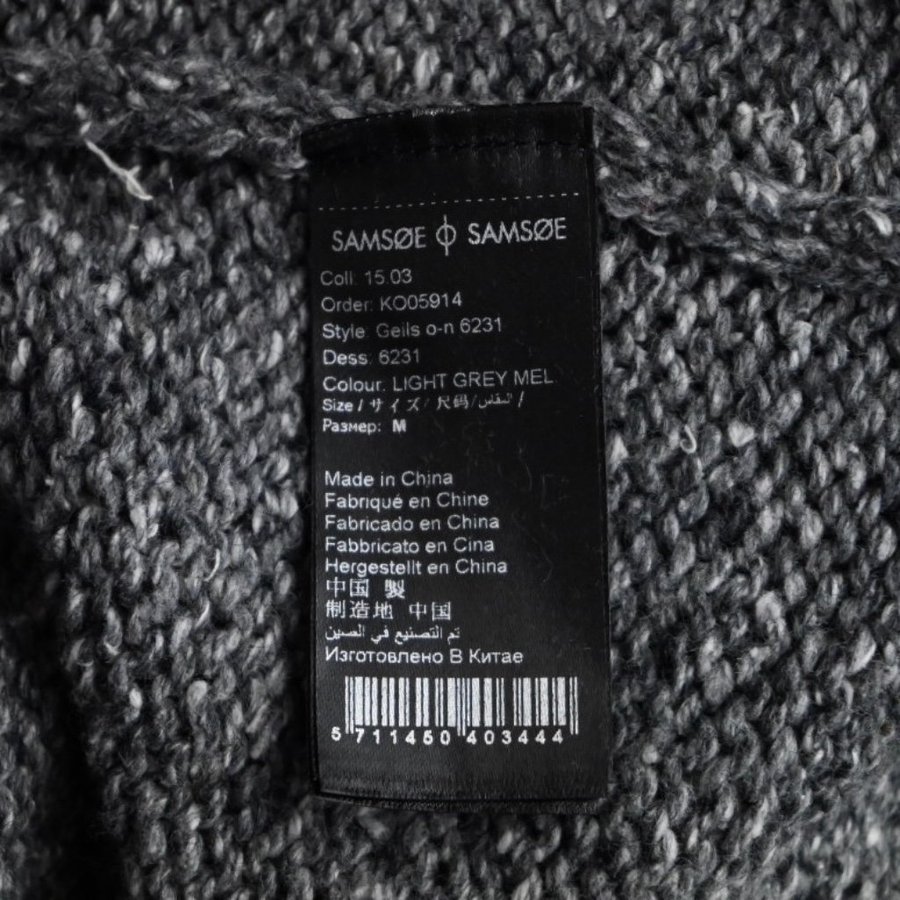 SAMSØE ϕ SAMSØE
Coll. 15.03
Order: KO05914
Style: Geils o-n 6231
Dess: 6231
Colour: LIGHT GREY MEL
Size / サイズ / 尺码/المقاس /
Размер: M
Made in China
Fabriqué en Chine
Fabricado en China
Fabbricato en Cina
Hergestellt en China
中国 製
制造地 中国
تم التصنيع في الصين
Изготовлено В Китае
5 711450 403444